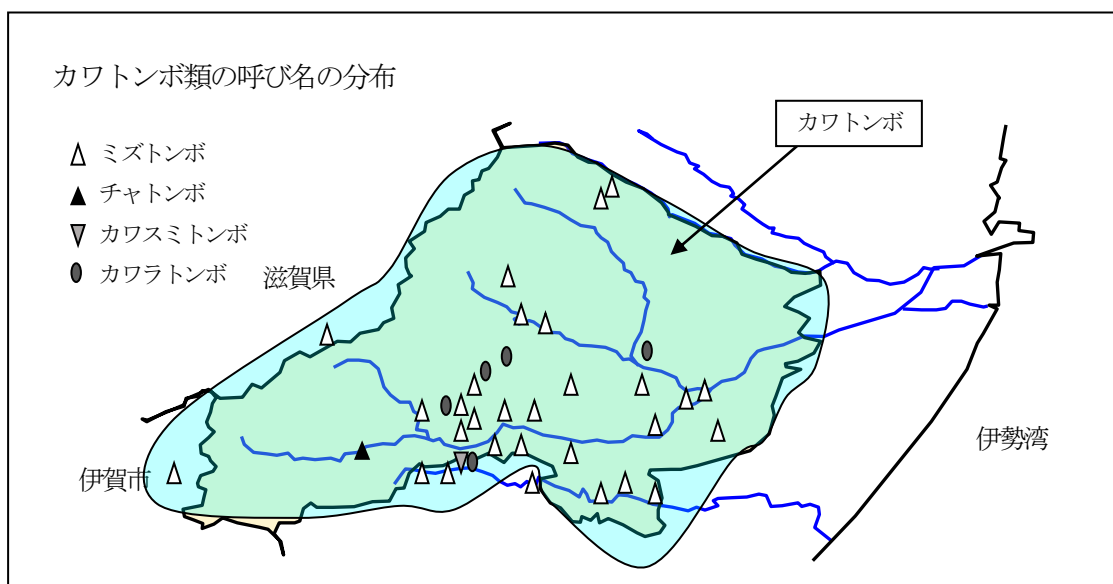 カワトンボ類の呼び名の分布
カワトンボ
ミズトンボ
チャトンボ
カワスミトンボ
カワラトンボ
滋賀県
伊勢湾
伊賀市